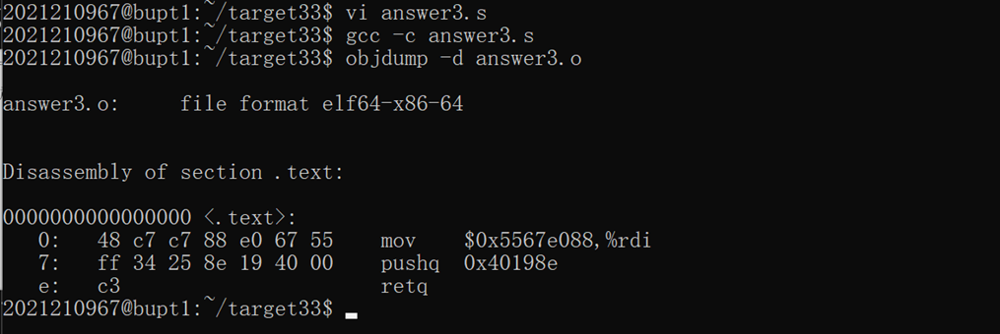 2021210967@bupt1:~/target33$ vi answer3.s
2021210967@bupt1:~/target33$ gcc -c answer3.s
2021210967@bupt1:~/target33$ objdump -d answer3.o
answer3.o:     file format elf64-x86-64
Disassembly of section .text:
0000000000000000 <.text>:
   0:   48 c7 c7 88 e0 67 55    mov    $0x5567e088,%rdi
   7:   ff 34 25 8e 19 40 00    pushq  0x40198e
   e:   c3                      retq
2021210967@bupt1:~/target33$